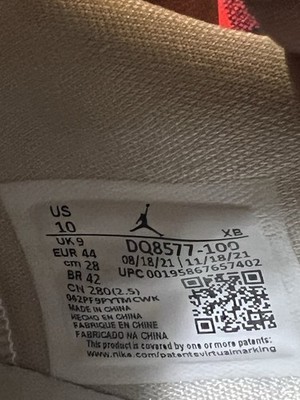 US
10
XB
UK 9
DQ8577-100
EUR 44
08/18/21 11/18/21
cm 28
UPC 00195867657402
BR 42
CN 280(2.5)
042PF9PYTMCWK
MADE IN CHINA
HECHO EN CHINA
FABRIQUE EN CHINE
FABRICADO NA CHINA
This product is covered by one or more patents:
www.nike.com/patentsvirtualmarking